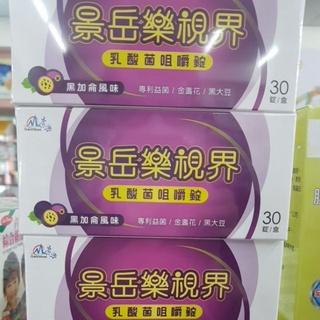 景岳樂視界
乳酸菌咀嚼錠
黑加侖風味
專利益菌/金盞花/黑大豆
30
錠/盒
景岳樂視界
乳酸菌咀嚼錠
黑加侖風味
專利益菌/金盞花/黑大豆
30
錠/盒
景岳樂視界
乳酸菌咀嚼錠